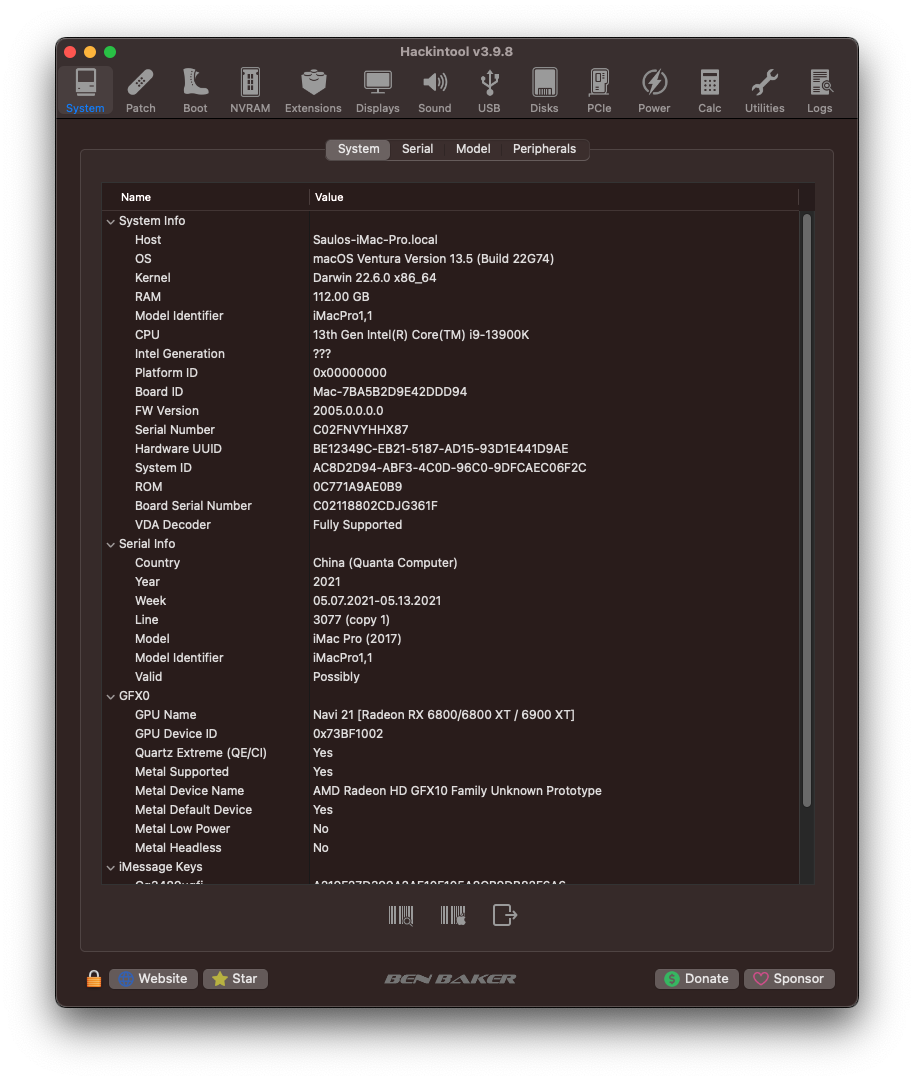 Hackintool v3.9.8
System Patch Boot NVRAM Extensions Displays Sound USB Disks PCIe Power Calc Utilities Logs
System Serial Model Peripherals
Name Value
System Info
Host Saulos-iMac-Pro.local
OS macOS Ventura Version 13.5 (Build 22G74)
Kernel Darwin 22.6.0 x86_64
RAM 112.00 GB
Model Identifier iMacPro1,1
CPU 13th Gen Intel(R) Core(TM) i9-13900K
Intel Generation ???
Platform ID 0x00000000
Board ID Mac-7BA5B2D9E42DDD94
FW Version 2005.0.0.0.0
Serial Number C02FNVYHHX87
Hardware UUID BE12349C-EB21-5187-AD15-93D1E441D9AE
System ID AC8D2D94-ABF3-4C0D-96C0-9DFCAEC06F2C
ROM 0C771A9AE0B9
Board Serial Number C02118802CDJG361F
VDA Decoder Fully Supported
Serial Info
Country China (Quanta Computer)
Year 2021
Week 05.07.2021-05.13.2021
Line 3077 (copy 1)
Model iMac Pro (2017)
Model Identifier iMacPro1,1
Valid Possibly
GFX0
GPU Name Navi 21 [Radeon RX 6800/6800 XT / 6900 XT]
GPU Device ID 0x73BF1002
Quartz Extreme (QE/CI) Yes
Metal Supported Yes
Metal Device Name AMD Radeon HD GFX10 Family Unknown Prototype
Metal Default Device Yes
Metal Low Power No
Metal Headless No
iMessage Keys
Website Star BEN BAKER Donate Sponsor